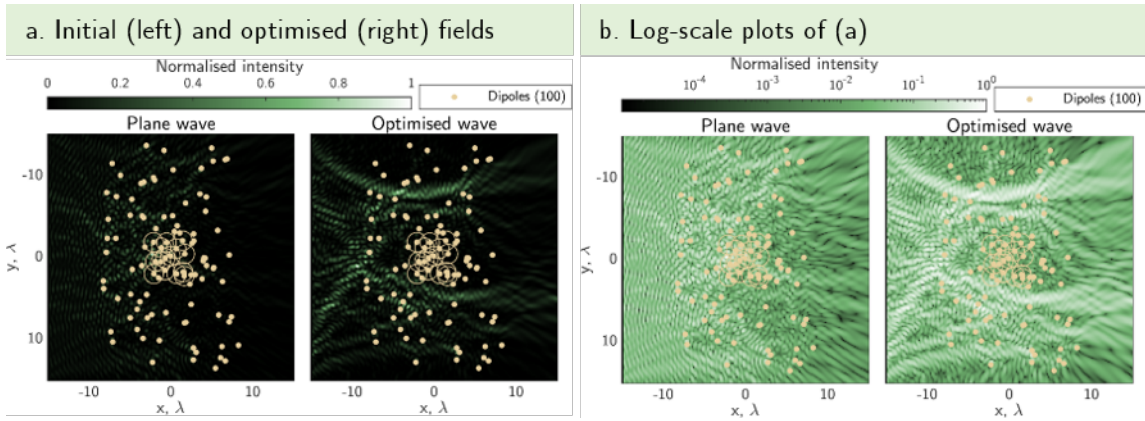 a. Initial (left) and optimised (right) fields
Normalised intensity
0 0.2 0.4 0.6 0.8 1
Dipoles (100)
Plane wave
Optimised wave
y, λ
-10
0
10
-10 0 10
-10 0 10
x, λ
x, λ
b. Log-scale plots of (a)
Normalised intensity
10⁻⁴ 10⁻³ 10⁻² 10⁻¹ 10⁰
Dipoles (100)
Plane wave
Optimised wave
y, λ
-10
0
10
-10 0 10
-10 0 10
x, λ
x, λ